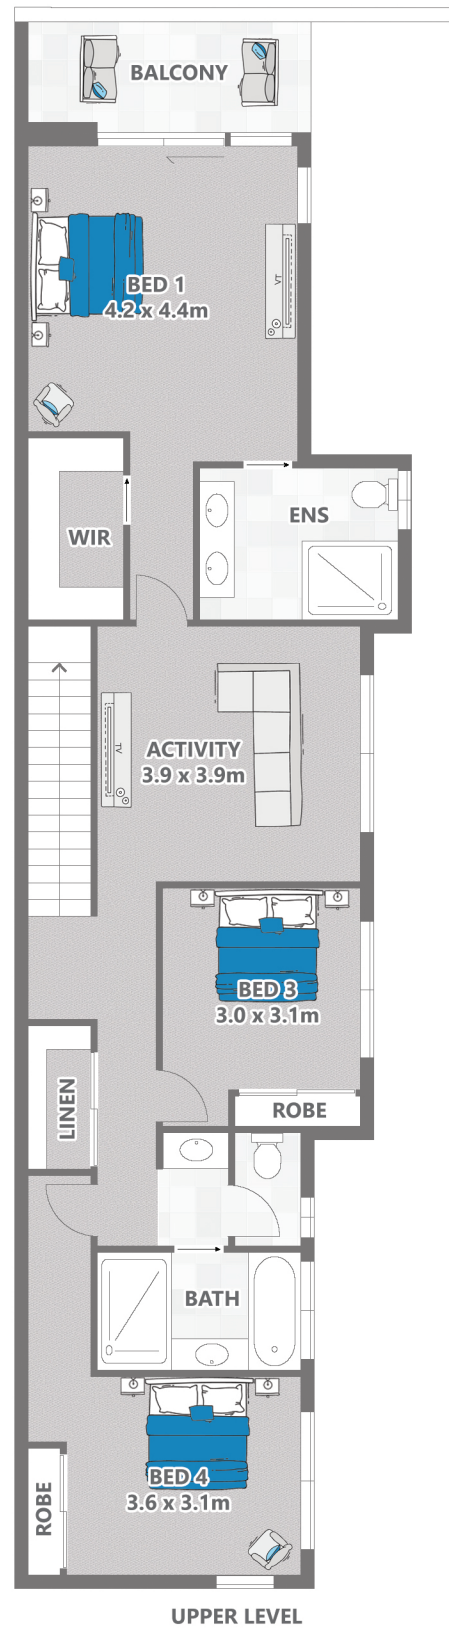 BALCONY
BED 1
4.2 x 4.4m
VT
WIR
ENS
ACTIVITY
3.9 x 3.9m
TV
BED 3
3.0 x 3.1m
ROBE
LINEN
BATH
BED 4
3.6 x 3.1m
ROBE
UPPER LEVEL